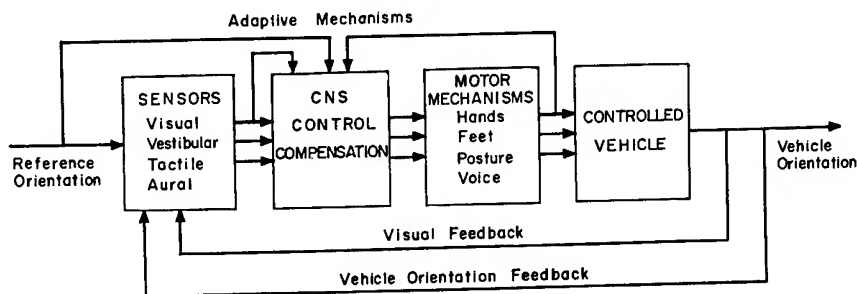 Adaptive Mechanisms
SENSORS
Visual
Vestibular
Tactile
Aural
CNS
CONTROL
COMPENSATION
MOTOR
MECHANISMS
Hands
Feet
Posture
Voice
CONTROLLED
VEHICLE
Reference
Orientation
Vehicle
Orientation
Visual Feedback
Vehicle Orientation Feedback